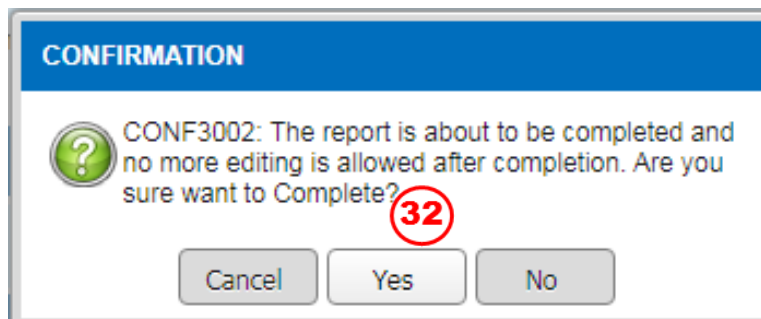 CONFIRMATION
CONF3002: The report is about to be completed and
no more editing is allowed after completion. Are you
sure want to Complete?
32
Cancel Yes No